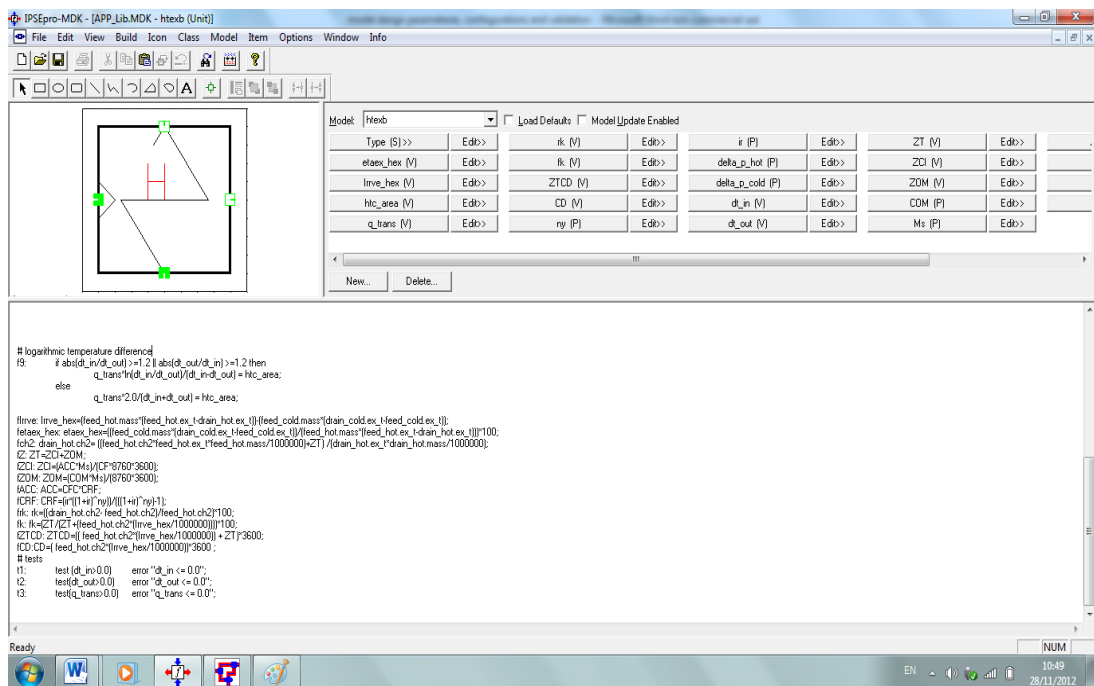 IPSEpro-MDK - [APP_Lib.MDK - htexb (Unit)]
File Edit View Build Icon Class Model Item Options Window Info
A
H
Model: htexb Load Defaults Model Update Enabled
Type (S)>> Edit>> rk (V) Edit>> ir (P) Edit>> ZT (V) Edit>>
etaex_hex (V) Edit>> fk (V) Edit>> delta_p_hot (P) Edit>> ZCI (V) Edit>>
Irrve_hex (V) Edit>> ZTCD (V) Edit>> delta_p_cold (P) Edit>> ZOM (V) Edit>>
htc_area (V) Edit>> CD (V) Edit>> dt_in (V) Edit>> COM (P) Edit>>
q_trans (V) Edit>> ny (P) Edit>> dt_out (V) Edit>> Ms (P) Edit>>
New... Delete...
# logarithmic temperature difference
f9: if abs(dt_in/dt_out)>=1.2 || abs(dt_out/dt_in)>=1.2 then
q_trans*ln(dt_in/dt_out)/(dt_in-dt_out) = htc_area;
else
q_trans*2.0/(dt_in+dt_out) = htc_area;
fIrrve: Irrve_hex=(feed_hot.mass*(feed_hot.ex_t-drain_hot.ex_t))-(feed_cold.mass*(drain_cold.ex_t-feed_cold.ex_t));
fetaex_hex: etaex_hex=((feed_cold.mass*(drain_cold.ex_t-feed_cold.ex_t))/(feed_hot.mass*(feed_hot.ex_t-drain_hot.ex_t)))*100;
fch2: drain_hot.ch2= ((feed_hot.ch2*feed_hot.ex_t*feed_hot.mass/1000000)+ZT) /(drain_hot.ex_t*drain_hot.mass/1000000);
fZ: ZT=ZCI+ZOM;
fZCI: ZCI=(ACC*Ms)/(CF*8760*3600);
fZOM: ZOM=(COM*Ms)/(8760*3600);
fACC: ACC=CFC*CRF;
fCRF: CRF=(ir*((1+ir)^ny))/(((1+ir)^ny)-1);
frk: rk=((drain_hot.ch2- feed_hot.ch2)/feed_hot.ch2)*100;
fk: fk=(ZT/(ZT+(feed_hot.ch2*(Irrve_hex/1000000))))*100;
fZTCD: ZTCD=(( feed_hot.ch2*(Irrve_hex/1000000)) + ZT)*3600;
fCD:CD=( feed_hot.ch2*(Irrve_hex/1000000))*3600 ;
# tests
t1: test (dt_in>0.0) error "dt_in <= 0.0";
t2: test(dt_out>0.0) error "dt_out <= 0.0";
t3: test(q_trans>0.0) error "q_trans <= 0.0";
Ready NUM
EN 10:49
28/11/2012